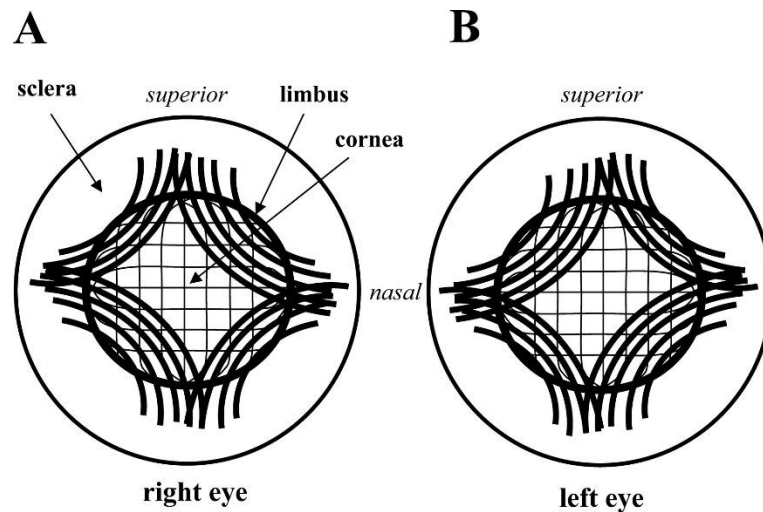 A
B
sclera
superior
limbus
superior
cornea
nasal
right eye
left eye